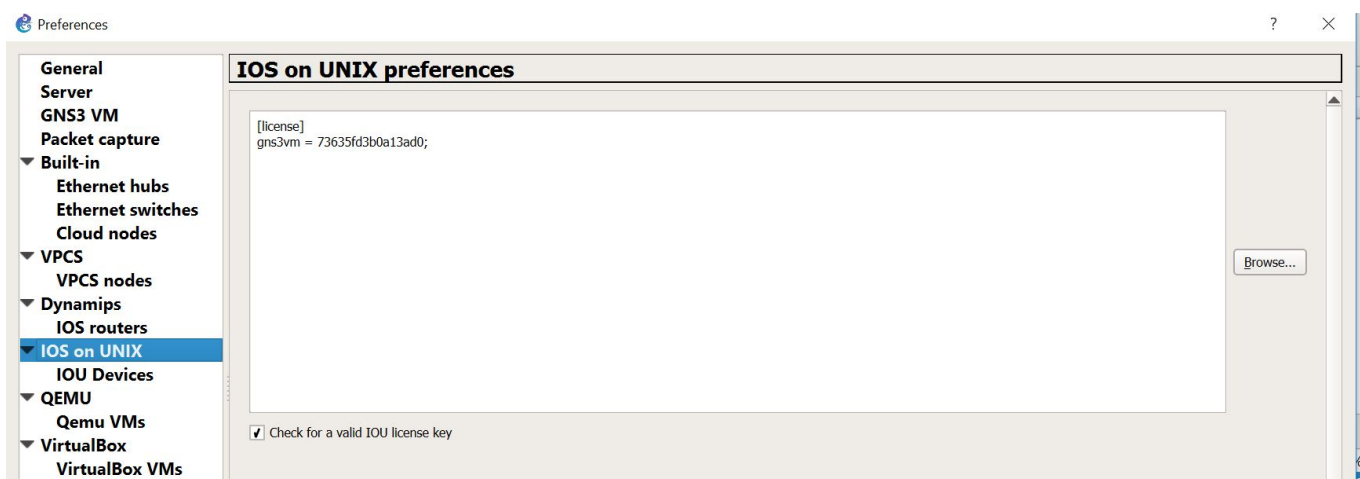 Preferences
?
General
Server
GNS3 VM
Packet capture
Built-in
Ethernet hubs
Ethernet switches
Cloud nodes
VPCS
VPCS nodes
Dynamips
IOS routers
IOS on UNIX
IOU Devices
QEMU
Qemu VMs
VirtualBox
VirtualBox VMs
IOS on UNIX preferences
[license]
gns3vm = 73635fd3b0a13ad0;
Browse...
Check for a valid IOU license key